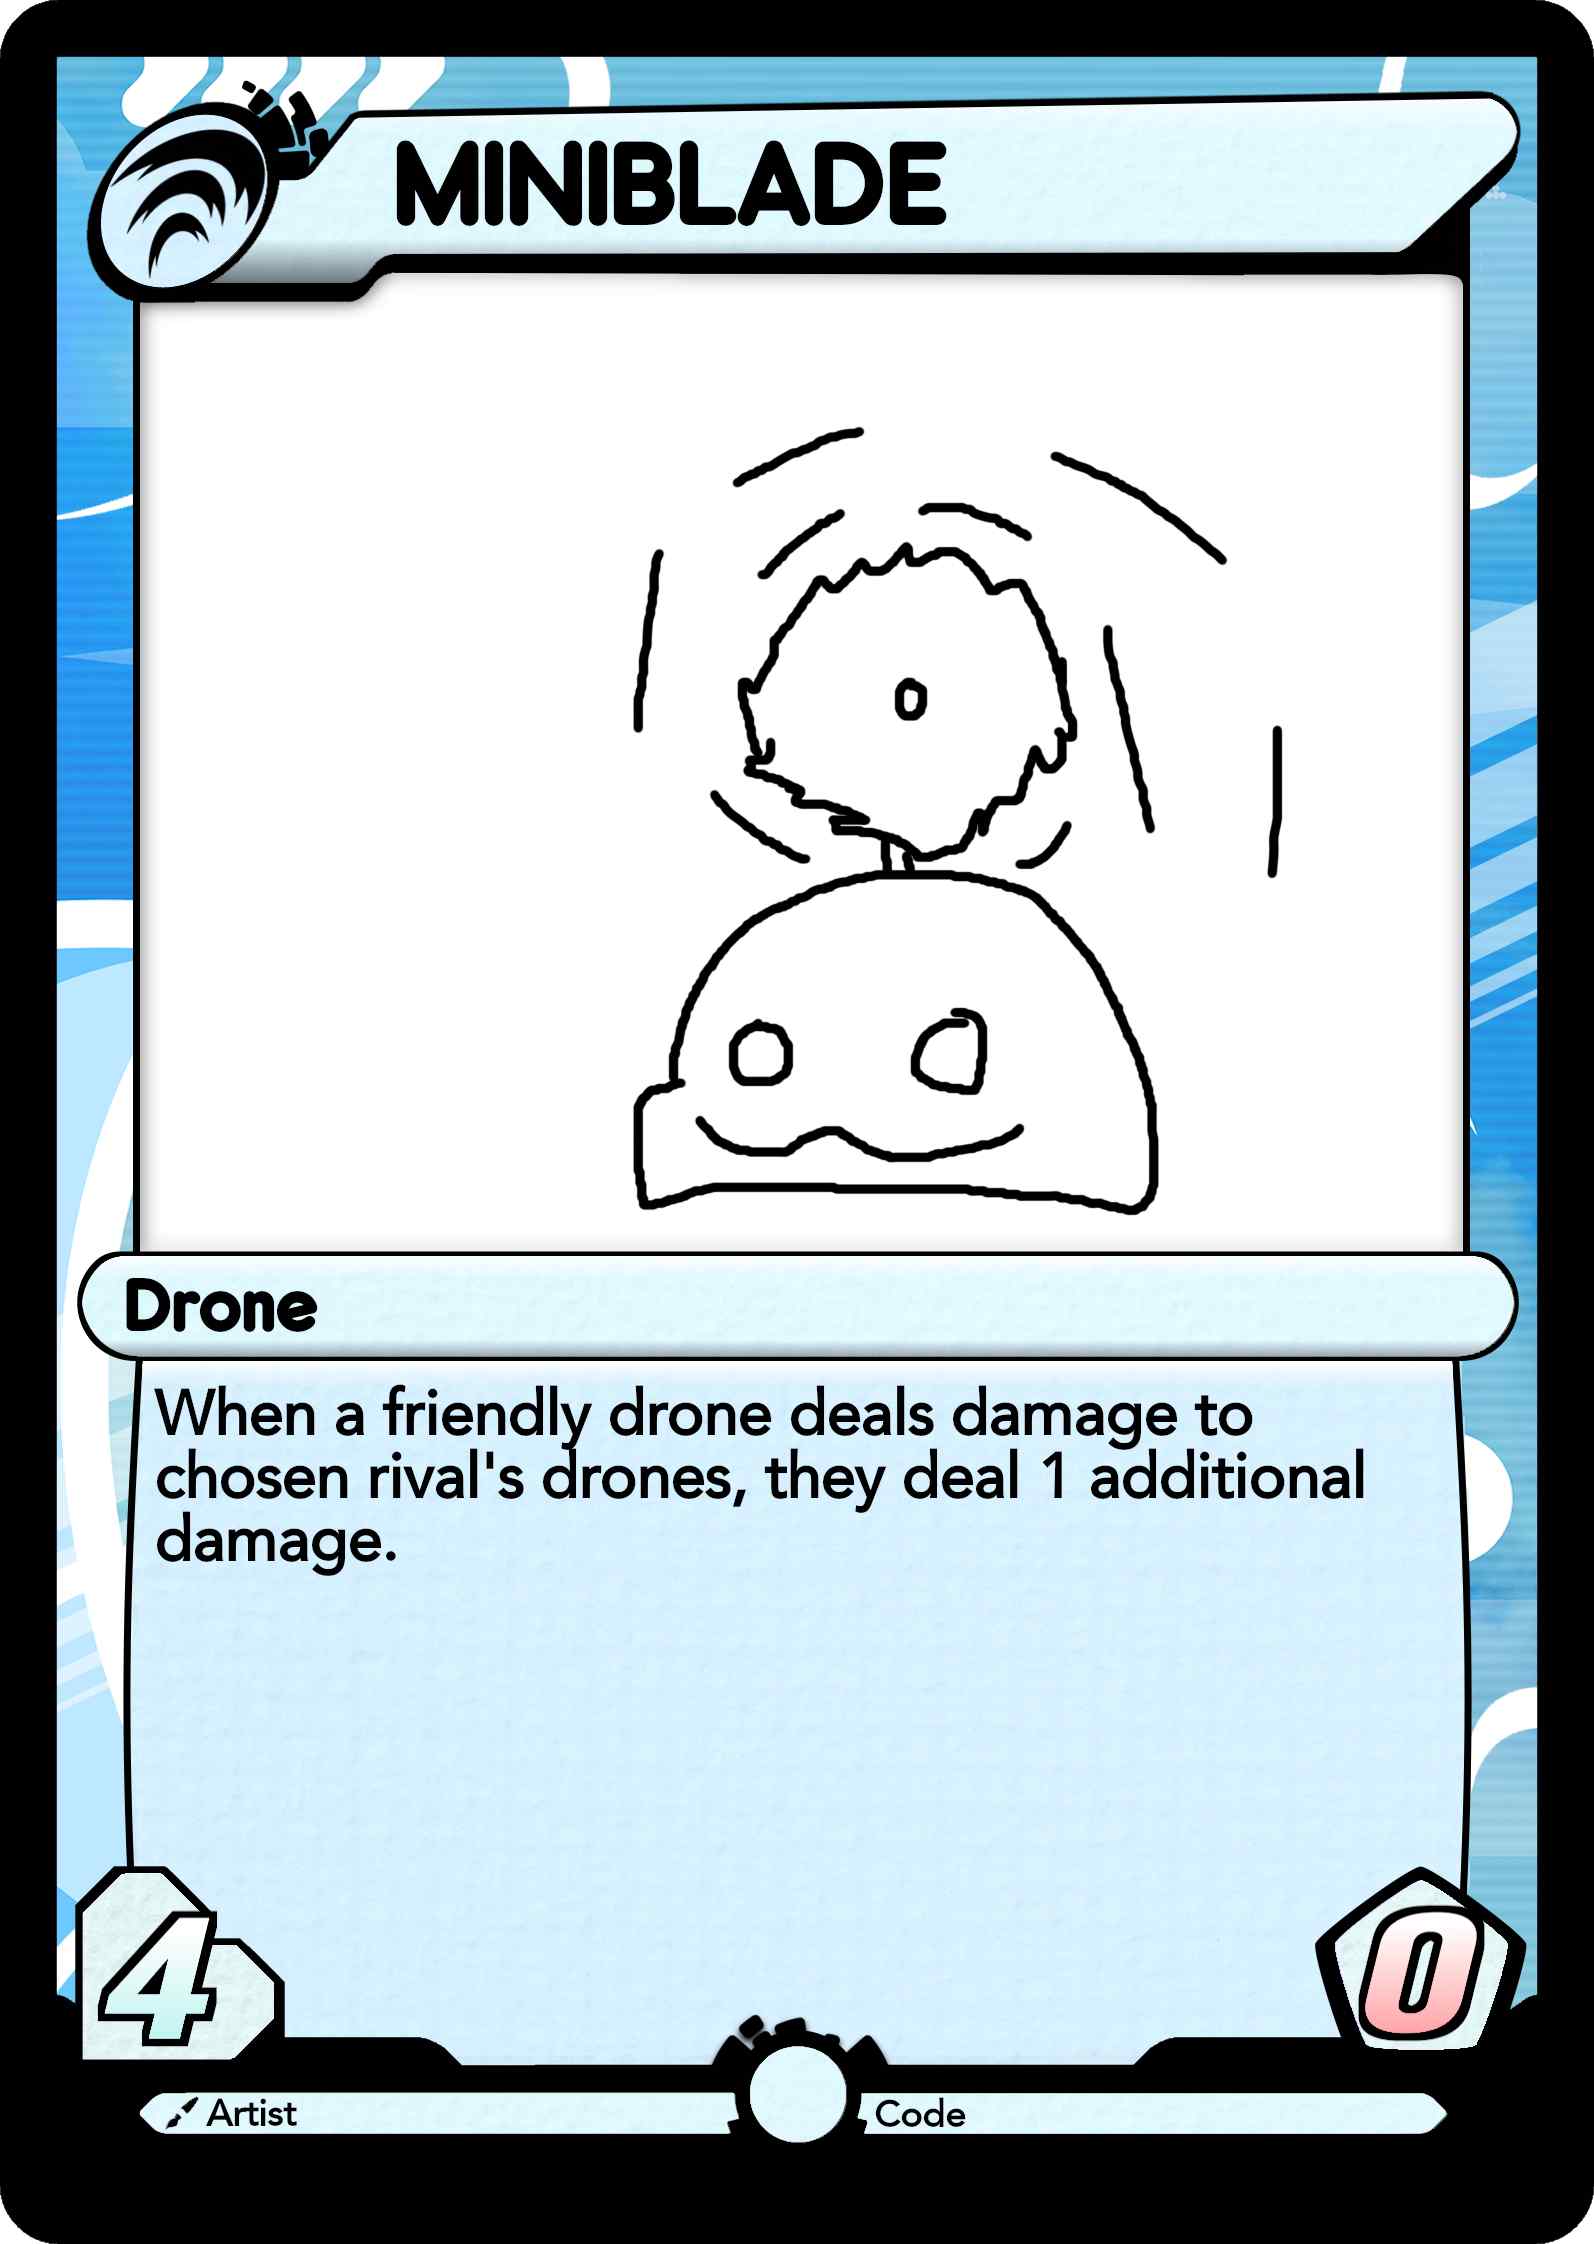 MINIBLADE
Drone
When a friendly drone deals damage to
chosen rival's drones, they deal 1 additional
damage.
4
0
Artist
Code